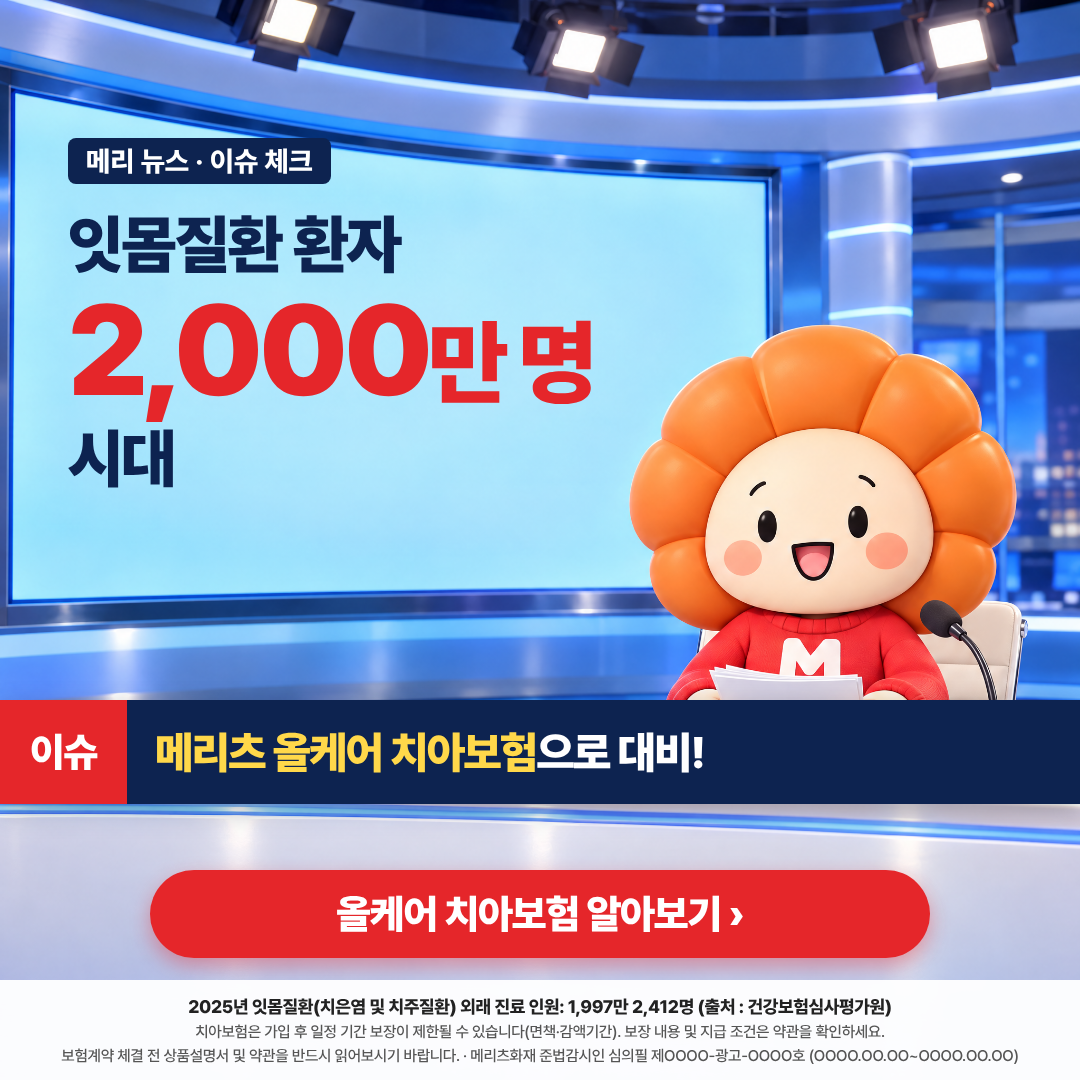 메리 뉴스 · 이슈 체크
잇몸질환 환자
2,000만 명
시대
M
이슈
메리츠 올케어 치아보험으로 대비!
올케어 치아보험 알아보기 ›
2025년 잇몸질환(치은염 및 치주질환) 외래 진료 인원: 1,997만 2,412명 (출처 : 건강보험심사평가원)
치아보험은 가입 후 일정 기간 보장이 제한될 수 있습니다(면책·감액기간). 보장 내용 및 지급 조건은 약관을 확인하세요.
보험계약 체결 전 상품설명서 및 약관을 반드시 읽어보시기 바랍니다. · 메리츠화재 준법감시인 심의필 제OOOO-광고-OOOO호 (OOOO.OO.OO~OOOO.OO.OO)